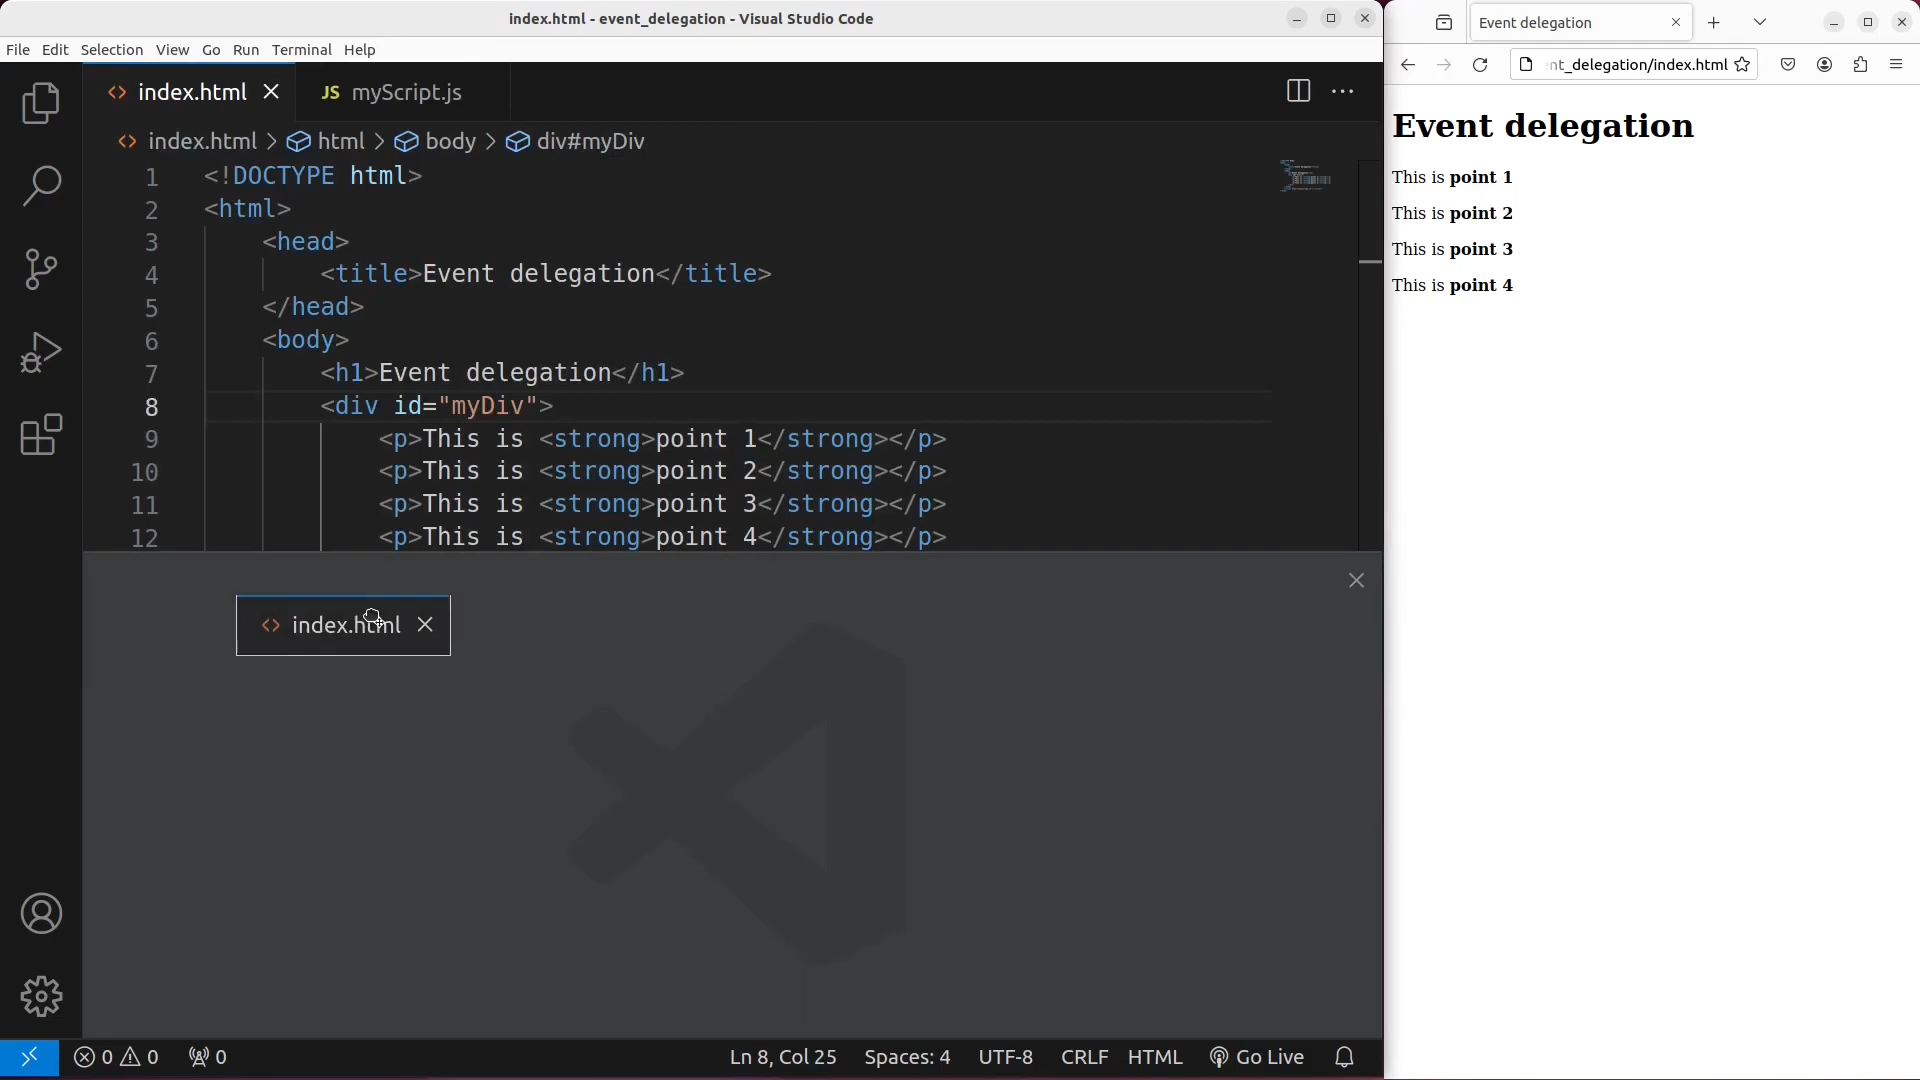 index.html - event_delegation - Visual Studio Code
File Edit Selection View Go Run Terminal Help
index.html
JS myScript.js
index.html > html > body > div#myDiv
1 <!DOCTYPE html>
2 <html>
3 <head>
4 <title>Event delegation</title>
5 </head>
6 <body>
7 <h1>Event delegation</h1>
8 <div id="myDiv">
9 <p>This is <strong>point 1</strong></p>
10 <p>This is <strong>point 2</strong></p>
11 <p>This is <strong>point 3</strong></p>
12 <p>This is <strong>point 4</strong></p>
index.html
0 0 0 Ln 8, Col 25 Spaces: 4 UTF-8 CRLF HTML Go Live
Event delegation
nt_delegation/index.html
Event delegation
This is point 1
This is point 2
This is point 3
This is point 4